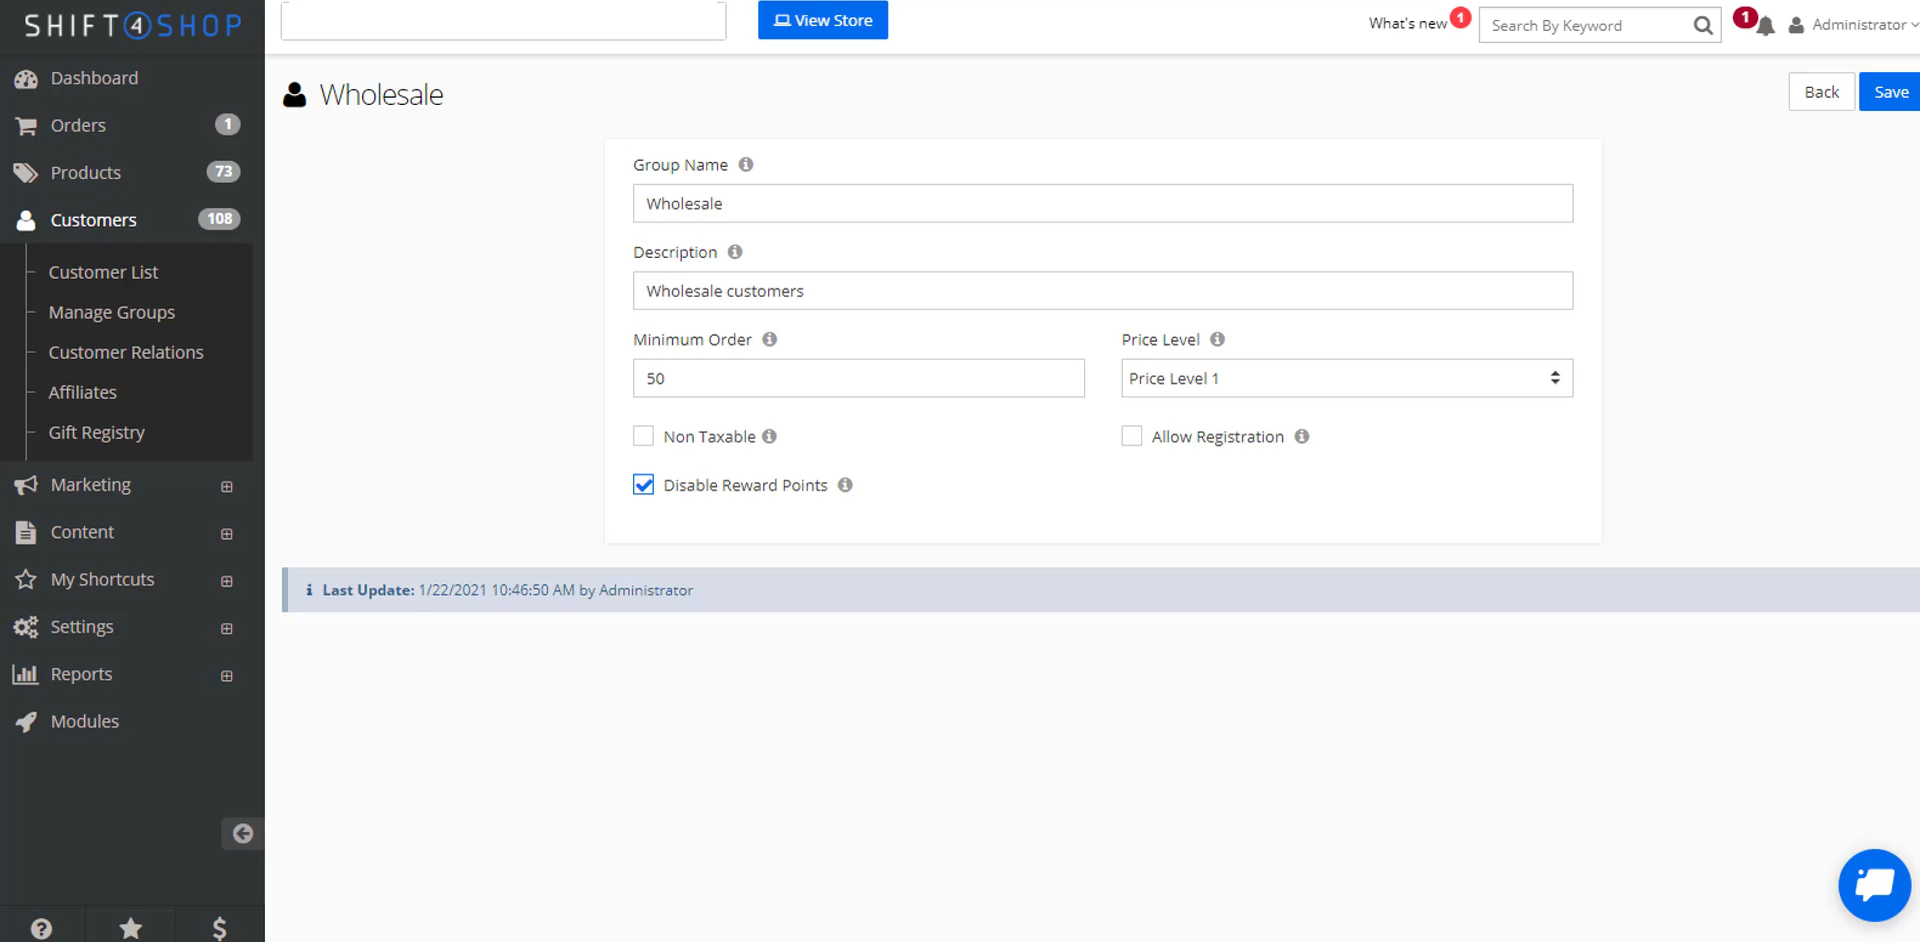 SHIFT4SHOP
View Store
What's new 1
Search By Keyword
1
Administrator
Dashboard
Orders 1
Products 73
Customers 108
Customer List
Manage Groups
Customer Relations
Affiliates
Gift Registry
Marketing
Content
My Shortcuts
Settings
Reports
Modules
Wholesale
Back
Save
Group Name
Wholesale
Description
Wholesale customers
Minimum Order
50
Price Level
Price Level 1
Non Taxable
Allow Registration
Disable Reward Points
Last Update: 1/22/2021 10:46:50 AM by Administrator